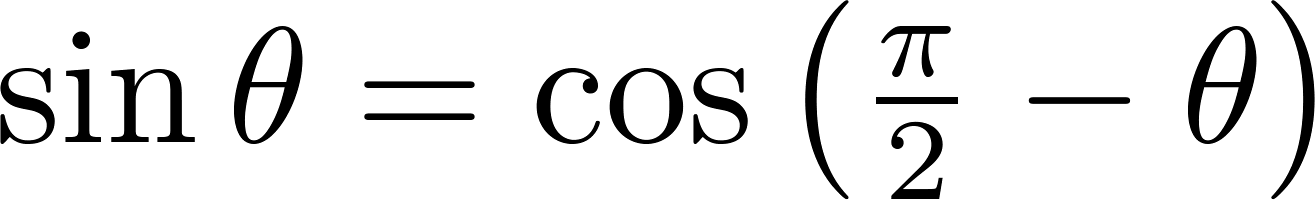 sin θ = cos (π/2 − θ)